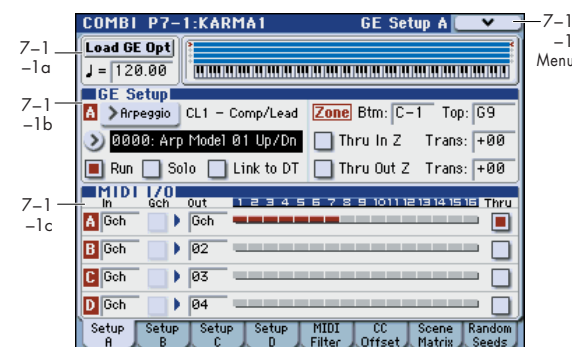 COMBI P7-1:KARMA1 GE Setup A
7–1
–1
Menu
Load GE Opt
♩= 120.00
7–1
–1a
GE Setup
7–1
–1b
A Arpeggio CL1 - Comp/Lead Zone Btm: C-1 Top: G9
0000: Arp Model 01 Up/Dn Thru In Z Trans: +00
Run Solo Link to DT Thru Out Z Trans: +00
MIDI I/O
7–1
–1c
In Gch Out 1 2 3 4 5 6 7 8 9 10 11 12 13 14 15 16 Thru
A Gch Gch
B Gch 02
C Gch 03
D Gch 04
Setup A Setup B Setup C Setup D MIDI Filter CC Offset Scene Matrix Random Seeds